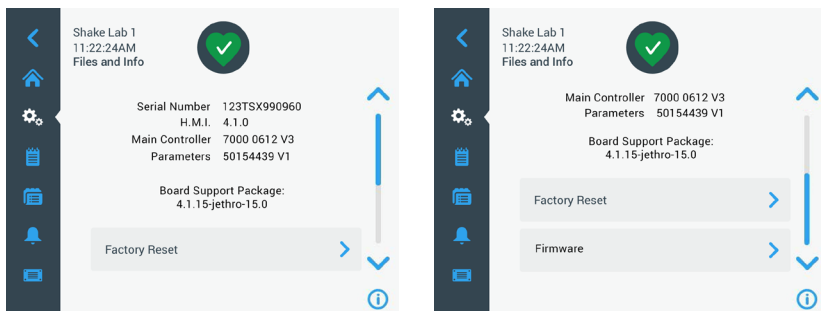 Shake Lab 1
11:22:24AM
Files and Info
Serial Number 123TSX990960
H.M.I. 4.1.0
Main Controller 7000 0612 V3
Parameters 50154439 V1
Board Support Package:
4.1.15-jethro-15.0
Factory Reset
Shake Lab 1
11:22:24AM
Files and Info
Main Controller 7000 0612 V3
Parameters 50154439 V1
Board Support Package:
4.1.15-jethro-15.0
Factory Reset
Firmware